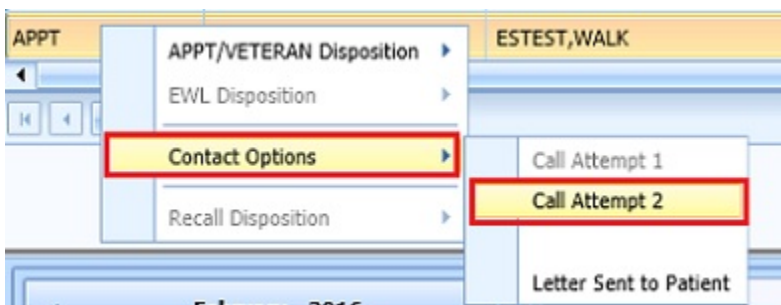 APPT
ESTEST,WALK
APPT/VETERAN Disposition
EWL Disposition
Contact Options
Recall Disposition
Call Attempt 1
Call Attempt 2
Letter Sent to Patient
2016